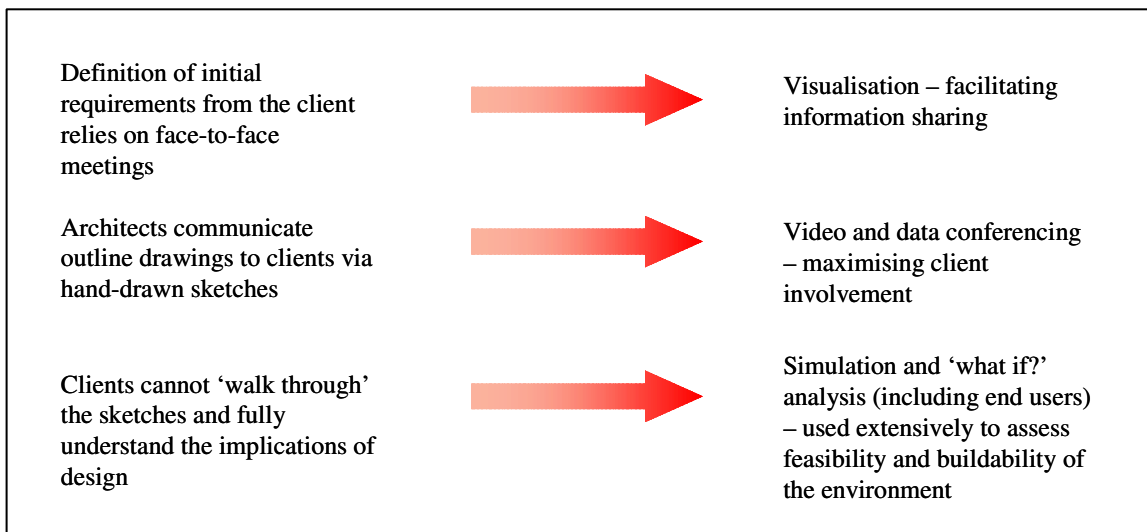 Definition of initial
requirements from the client
relies on face-to-face
meetings
Visualisation – facilitating
information sharing
Architects communicate
outline drawings to clients via
hand-drawn sketches
Video and data conferencing
– maximising client
involvement
Clients cannot ‘walk through’
the sketches and fully
understand the implications of
design
Simulation and ‘what if?’
analysis (including end users)
– used extensively to assess
feasibility and buildability of
the environment